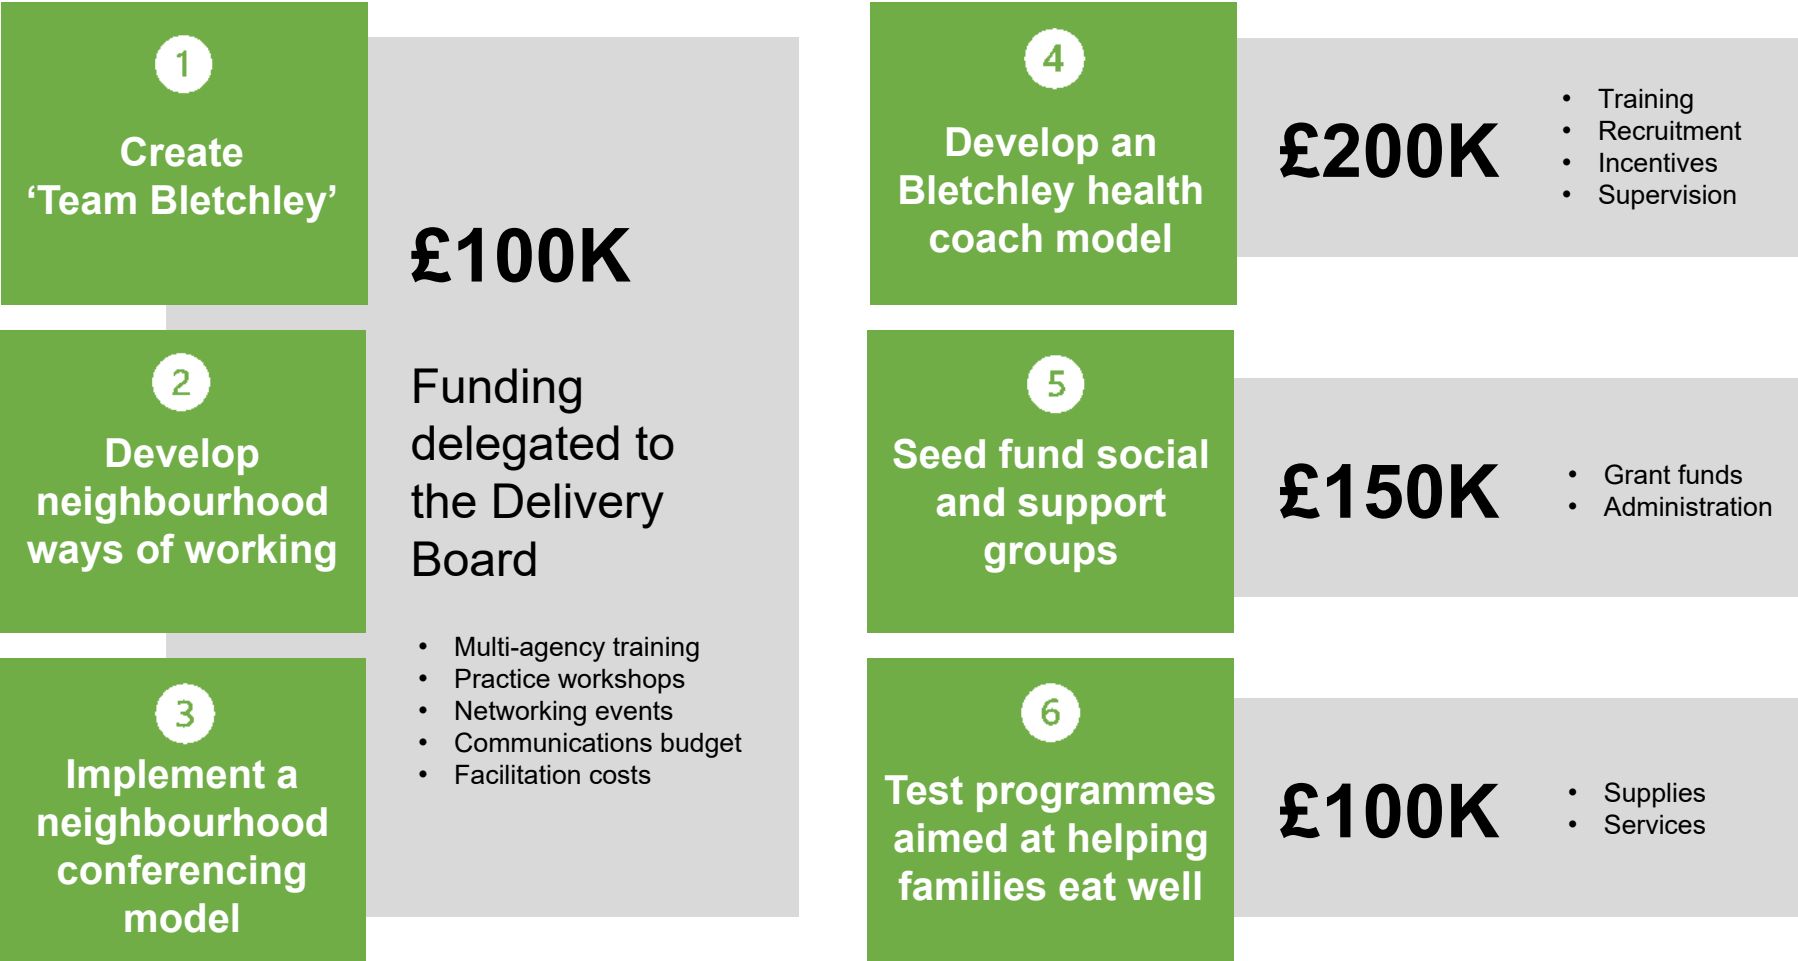 1
Create
‘Team Bletchley’
2
Develop
neighbourhood
ways of working
3
Implement a
neighbourhood
conferencing
model
£100K
Funding
delegated to
the Delivery
Board
• Multi-agency training
• Practice workshops
• Networking events
• Communications budget
• Facilitation costs
4
Develop an
Bletchley health
coach model
£200K
• Training
• Recruitment
• Incentives
• Supervision
5
Seed fund social
and support
groups
£150K
• Grant funds
• Administration
6
Test programmes
aimed at helping
families eat well
£100K
• Supplies
• Services